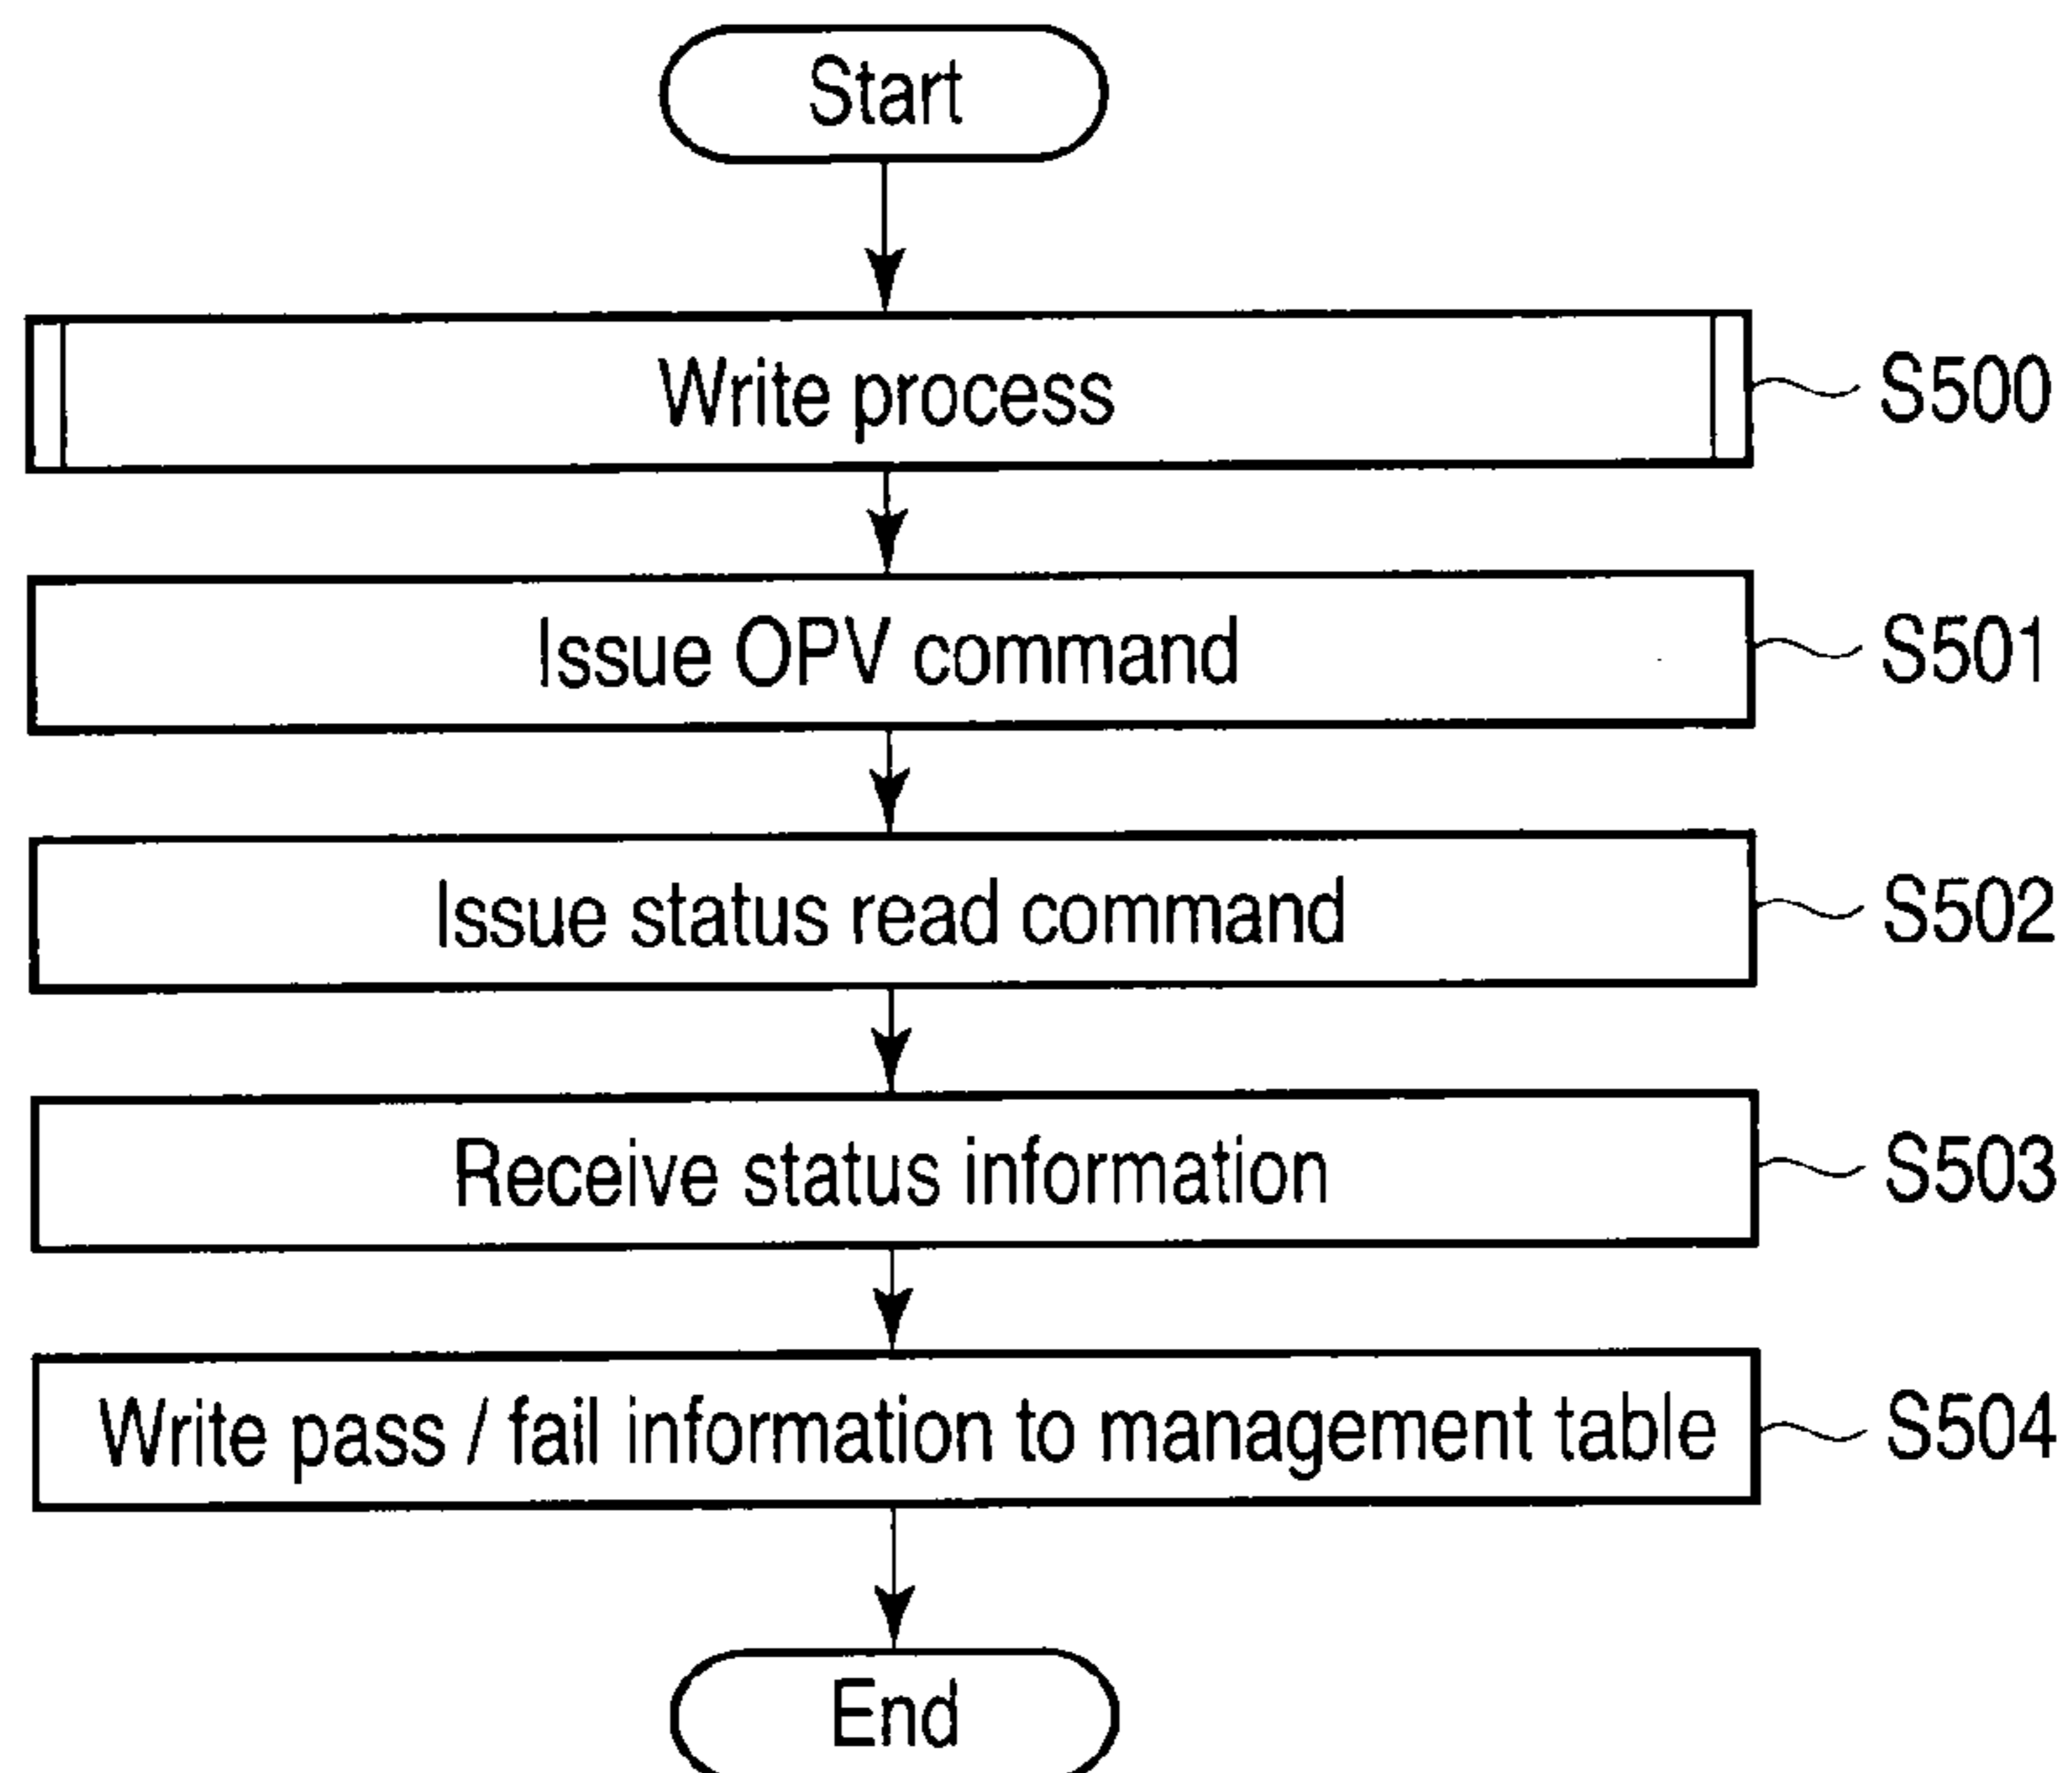 Start
Write process
S500
Issue OPV command
S501
Issue status read command
S502
Receive status information
S503
Write pass / fail information to management table
S504
End